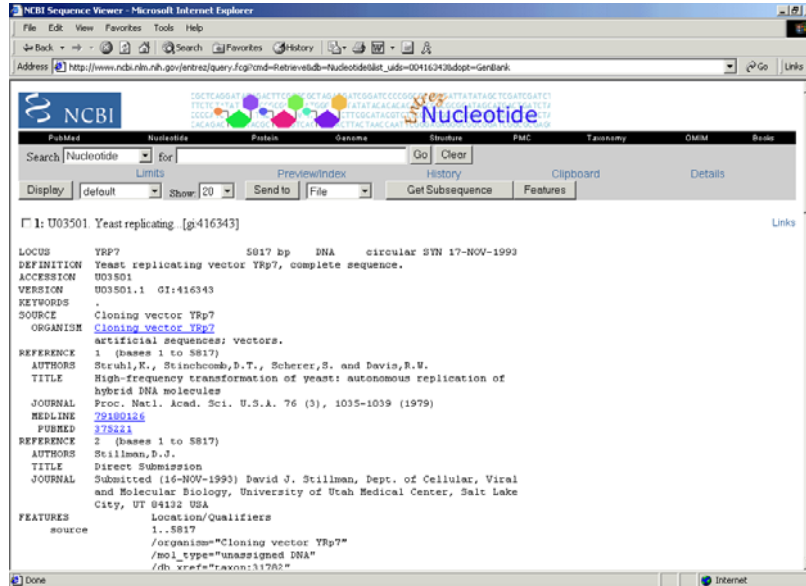 NCBI Sequence Viewer - Microsoft Internet Explorer
File Edit View Favorites Tools Help
Back Search Favorites History
Address http://www.ncbi.nlm.nih.gov/entrez/query.fcgi?cmd=Retrieve&db=Nucleotide&list_uids=00416343&dopt=GenBank Go Links
NCBI Entrez Nucleotide
PubMed Nucleotide Protein Genome Structure PMC Taxonomy OMIM Books
Search Nucleotide for Go Clear
Limits Preview/Index History Clipboard Details
Display default Show: 20 Send to File Get Subsequence Features
1: U03501. Yeast replicating...[gi:416343] Links
LOCUS YRP7 5817 bp DNA circular SYN 17-NOV-1993
DEFINITION Yeast replicating vector YRp7, complete sequence.
ACCESSION U03501
VERSION U03501.1 GI:416343
KEYWORDS .
SOURCE Cloning vector YRp7
ORGANISM Cloning vector YRp7
artificial sequences; vectors.
REFERENCE 1 (bases 1 to 5817)
AUTHORS Struhl,K., Stinchcomb,D.T., Scherer,S. and Davis,R.W.
TITLE High-frequency transformation of yeast: autonomous replication of
hybrid DNA molecules
JOURNAL Proc. Natl. Acad. Sci. U.S.A. 76 (3), 1035-1039 (1979)
MEDLINE 79180126
PUBMED 375221
REFERENCE 2 (bases 1 to 5817)
AUTHORS Stillman,D.J.
TITLE Direct Submission
JOURNAL Submitted (16-NOV-1993) David J. Stillman, Dept. of Cellular, Viral
and Molecular Biology, University of Utah Medical Center, Salt Lake
City, UT 84132 USA
FEATURES Location/Qualifiers
source 1..5817
/organism="Cloning vector YRp7"
/mol_type="unassigned DNA"
/db_xref="taxon:31782"
Done Internet